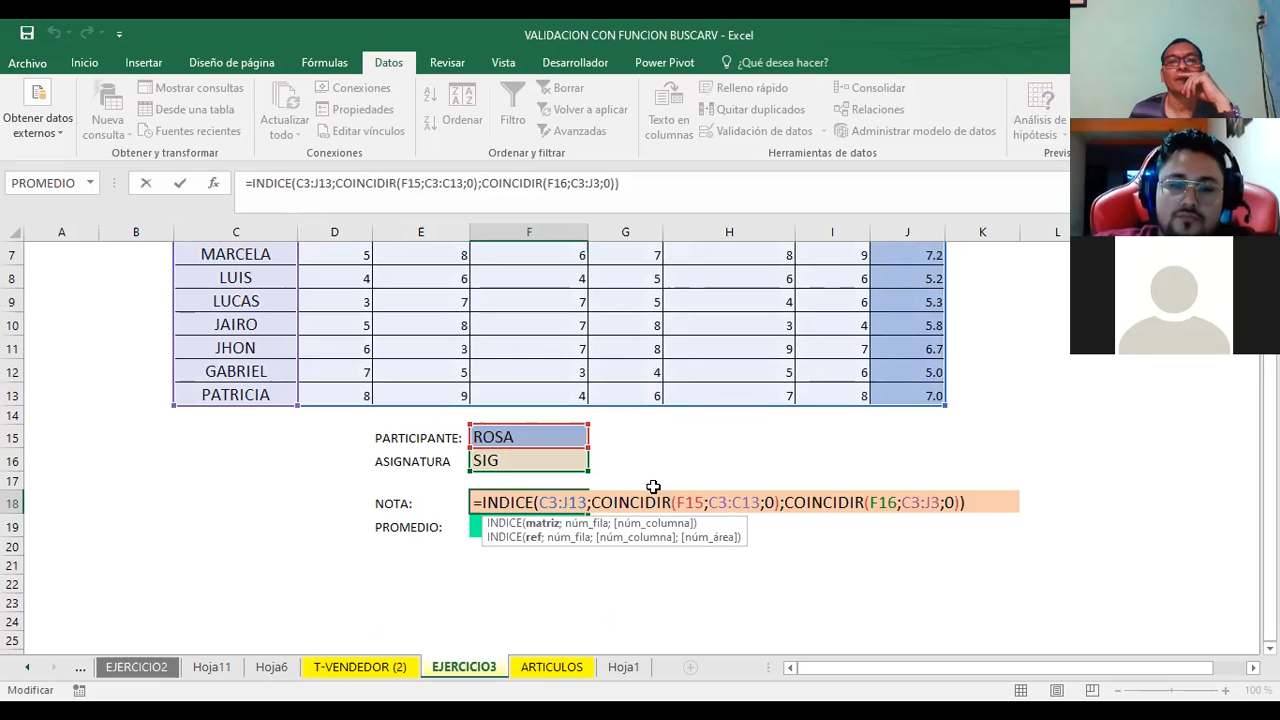 VALIDACION CON FUNCION BUSCARV - Excel
Archivo Inicio Insertar Diseño de página Fórmulas Datos Revisar Vista Desarrollador Power Pivot ¿Qué desea hacer?
Obtener datos externos
Nueva consulta
Mostrar consultas
Desde una tabla
Fuentes recientes
Obtener y transformar
Actualizar todo
Conexiones
Propiedades
Editar vínculos
Conexiones
Ordenar
Filtro
Borrar
Volver a aplicar
Avanzadas
Ordenar y filtrar
Texto en columnas
Relleno rápido
Quitar duplicados
Validación de datos
Consolidar
Relaciones
Administrar modelo de datos
Herramientas de datos
Análisis de hipótesis
Previs
PROMEDIO =INDICE(C3:J13;COINCIDIR(F15;C3:C13;0);COINCIDIR(F16;C3:J3;0))
A B C D E F G H I J K L
7 MARCELA 5 8 6 7 8 9 7.2
8 LUIS 4 6 4 5 6 6 5.2
9 LUCAS 3 7 7 5 4 6 5.3
10 JAIRO 5 8 7 8 3 4 5.8
11 JHON 6 3 7 8 9 7 6.7
12 GABRIEL 7 5 3 4 5 6 5.0
13 PATRICIA 8 9 4 6 7 8 7.0
14
15 PARTICIPANTE: ROSA
16 ASIGNATURA SIG
17
18 NOTA: =INDICE(C3:J13;COINCIDIR(F15;C3:C13;0);COINCIDIR(F16;C3:J3;0))
INDICE(matriz; núm_fila; [núm_columna])
19 PROMEDIO:
INDICE(ref; núm_fila; [núm_columna]; [núm_área])
20
21
22
23
24
25
... EJERCICIO2 Hoja11 Hoja6 T-VENDEDOR (2) EJERCICIO3 ARTICULOS Hoja1
Modificar 100 %